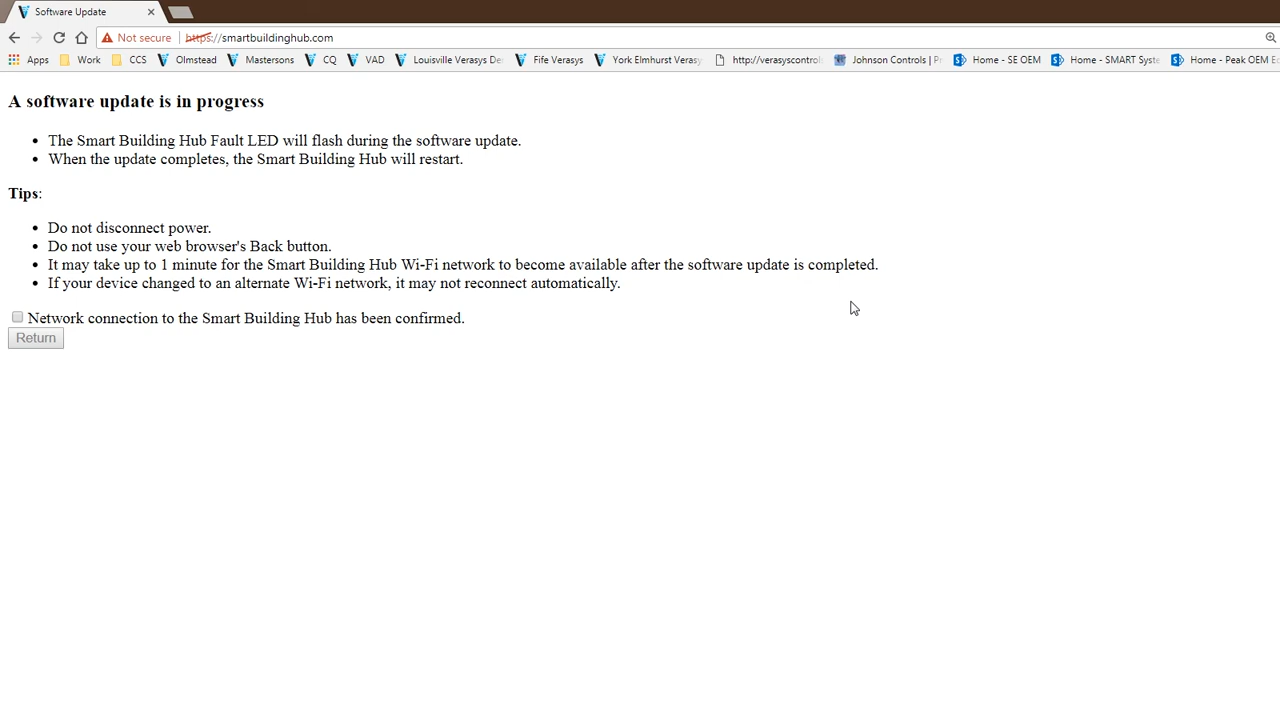 Software Update
Not secure https://smartbuildinghub.com
Apps Work CCS Olmstead Mastersons CQ VAD Louisville Verasys De Fife Verasys York Elmhurst Verasy http://verasyscontrol Johnson Controls | Pr Home - SE OEM Home - SMART Syste Home - Peak OEM Ec
A software update is in progress
• The Smart Building Hub Fault LED will flash during the software update.
• When the update completes, the Smart Building Hub will restart.
Tips:
• Do not disconnect power.
• Do not use your web browser's Back button.
• It may take up to 1 minute for the Smart Building Hub Wi-Fi network to become available after the software update is completed.
• If your device changed to an alternate Wi-Fi network, it may not reconnect automatically.
Network connection to the Smart Building Hub has been confirmed.
Return